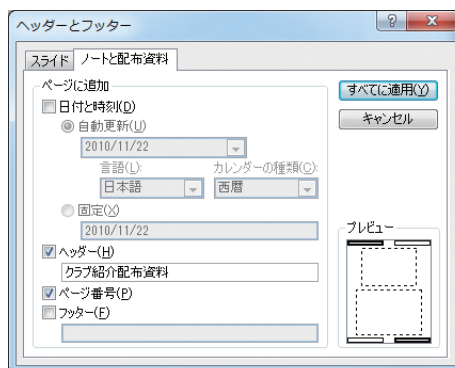 ヘッダーとフッター
スライド ノートと配布資料
ページに追加
日付と時刻(D)
自動更新(U)
2010/11/22
言語(L): カレンダーの種類(C):
日本語 西暦
固定(X)
2010/11/22
ヘッダー(H)
クラブ紹介配布資料
ページ番号(P)
フッター(F)
すべてに適用(Y)
キャンセル
プレビュー